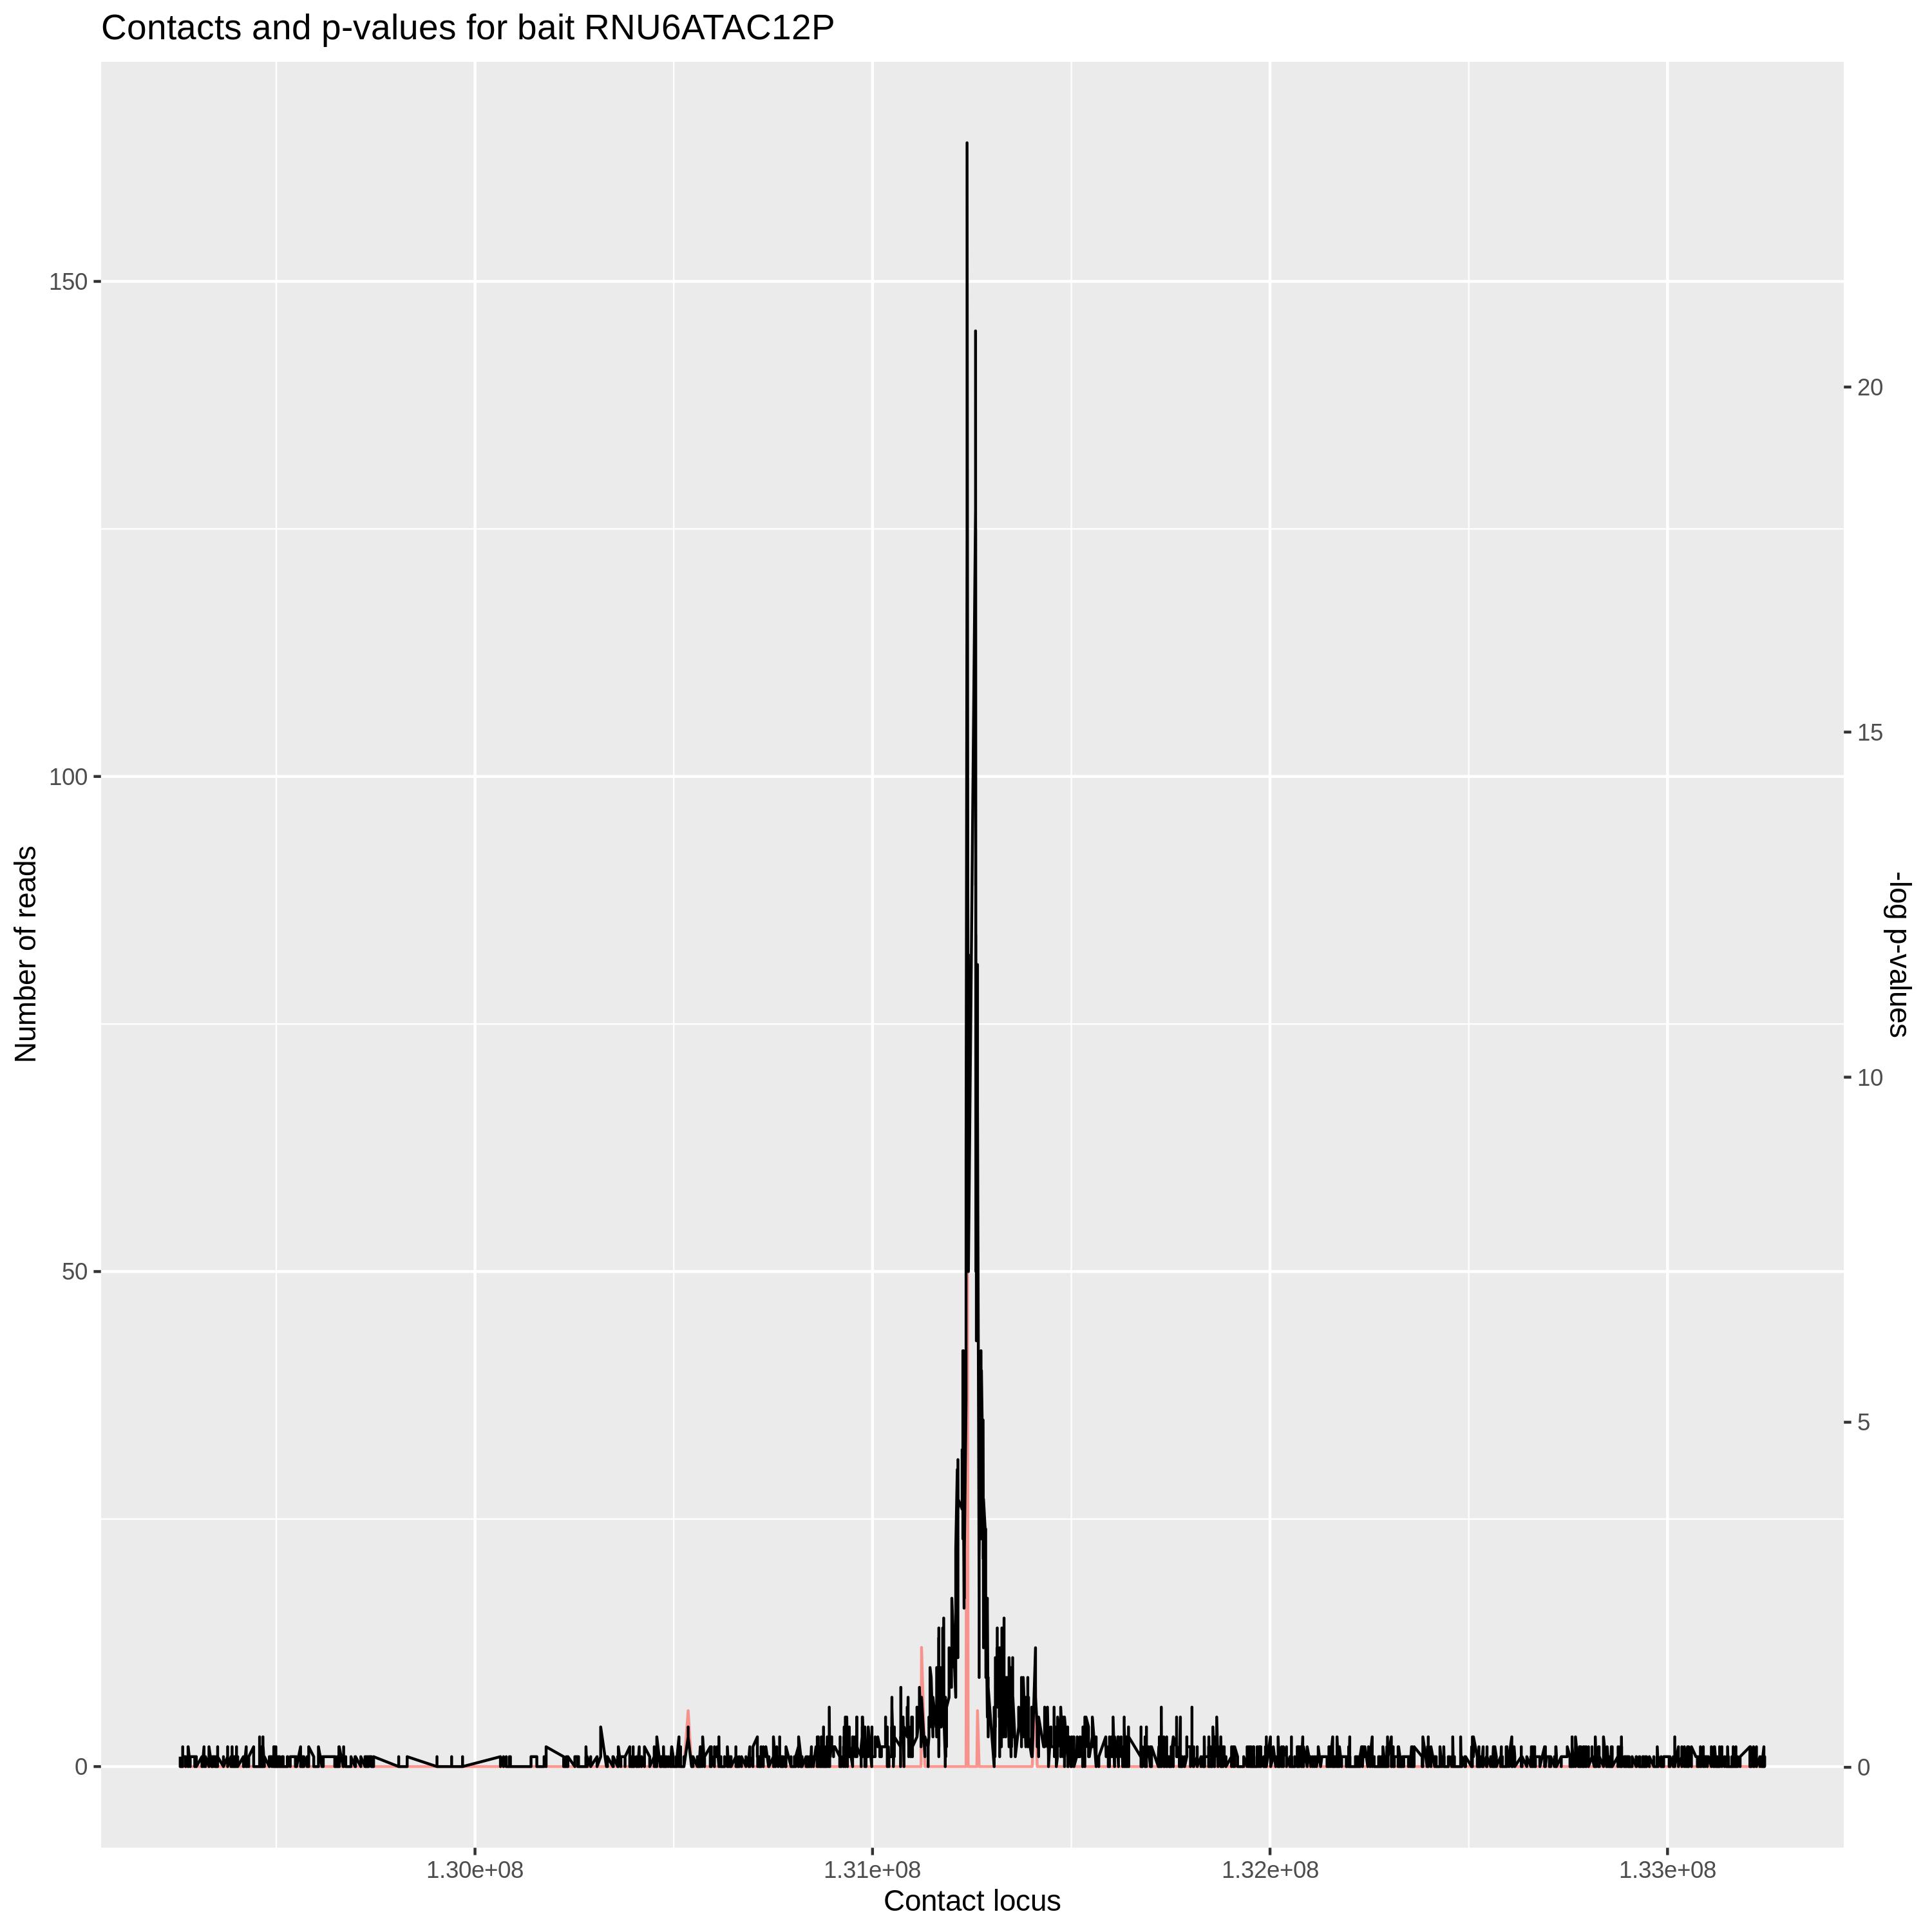 Contacts and p-values for bait RNU6ATAC12P
150
100
50
0
Number of reads
20
15
10
5
0
-log p-values
1.30e+08
1.31e+08
1.32e+08
1.33e+08
Contact locus